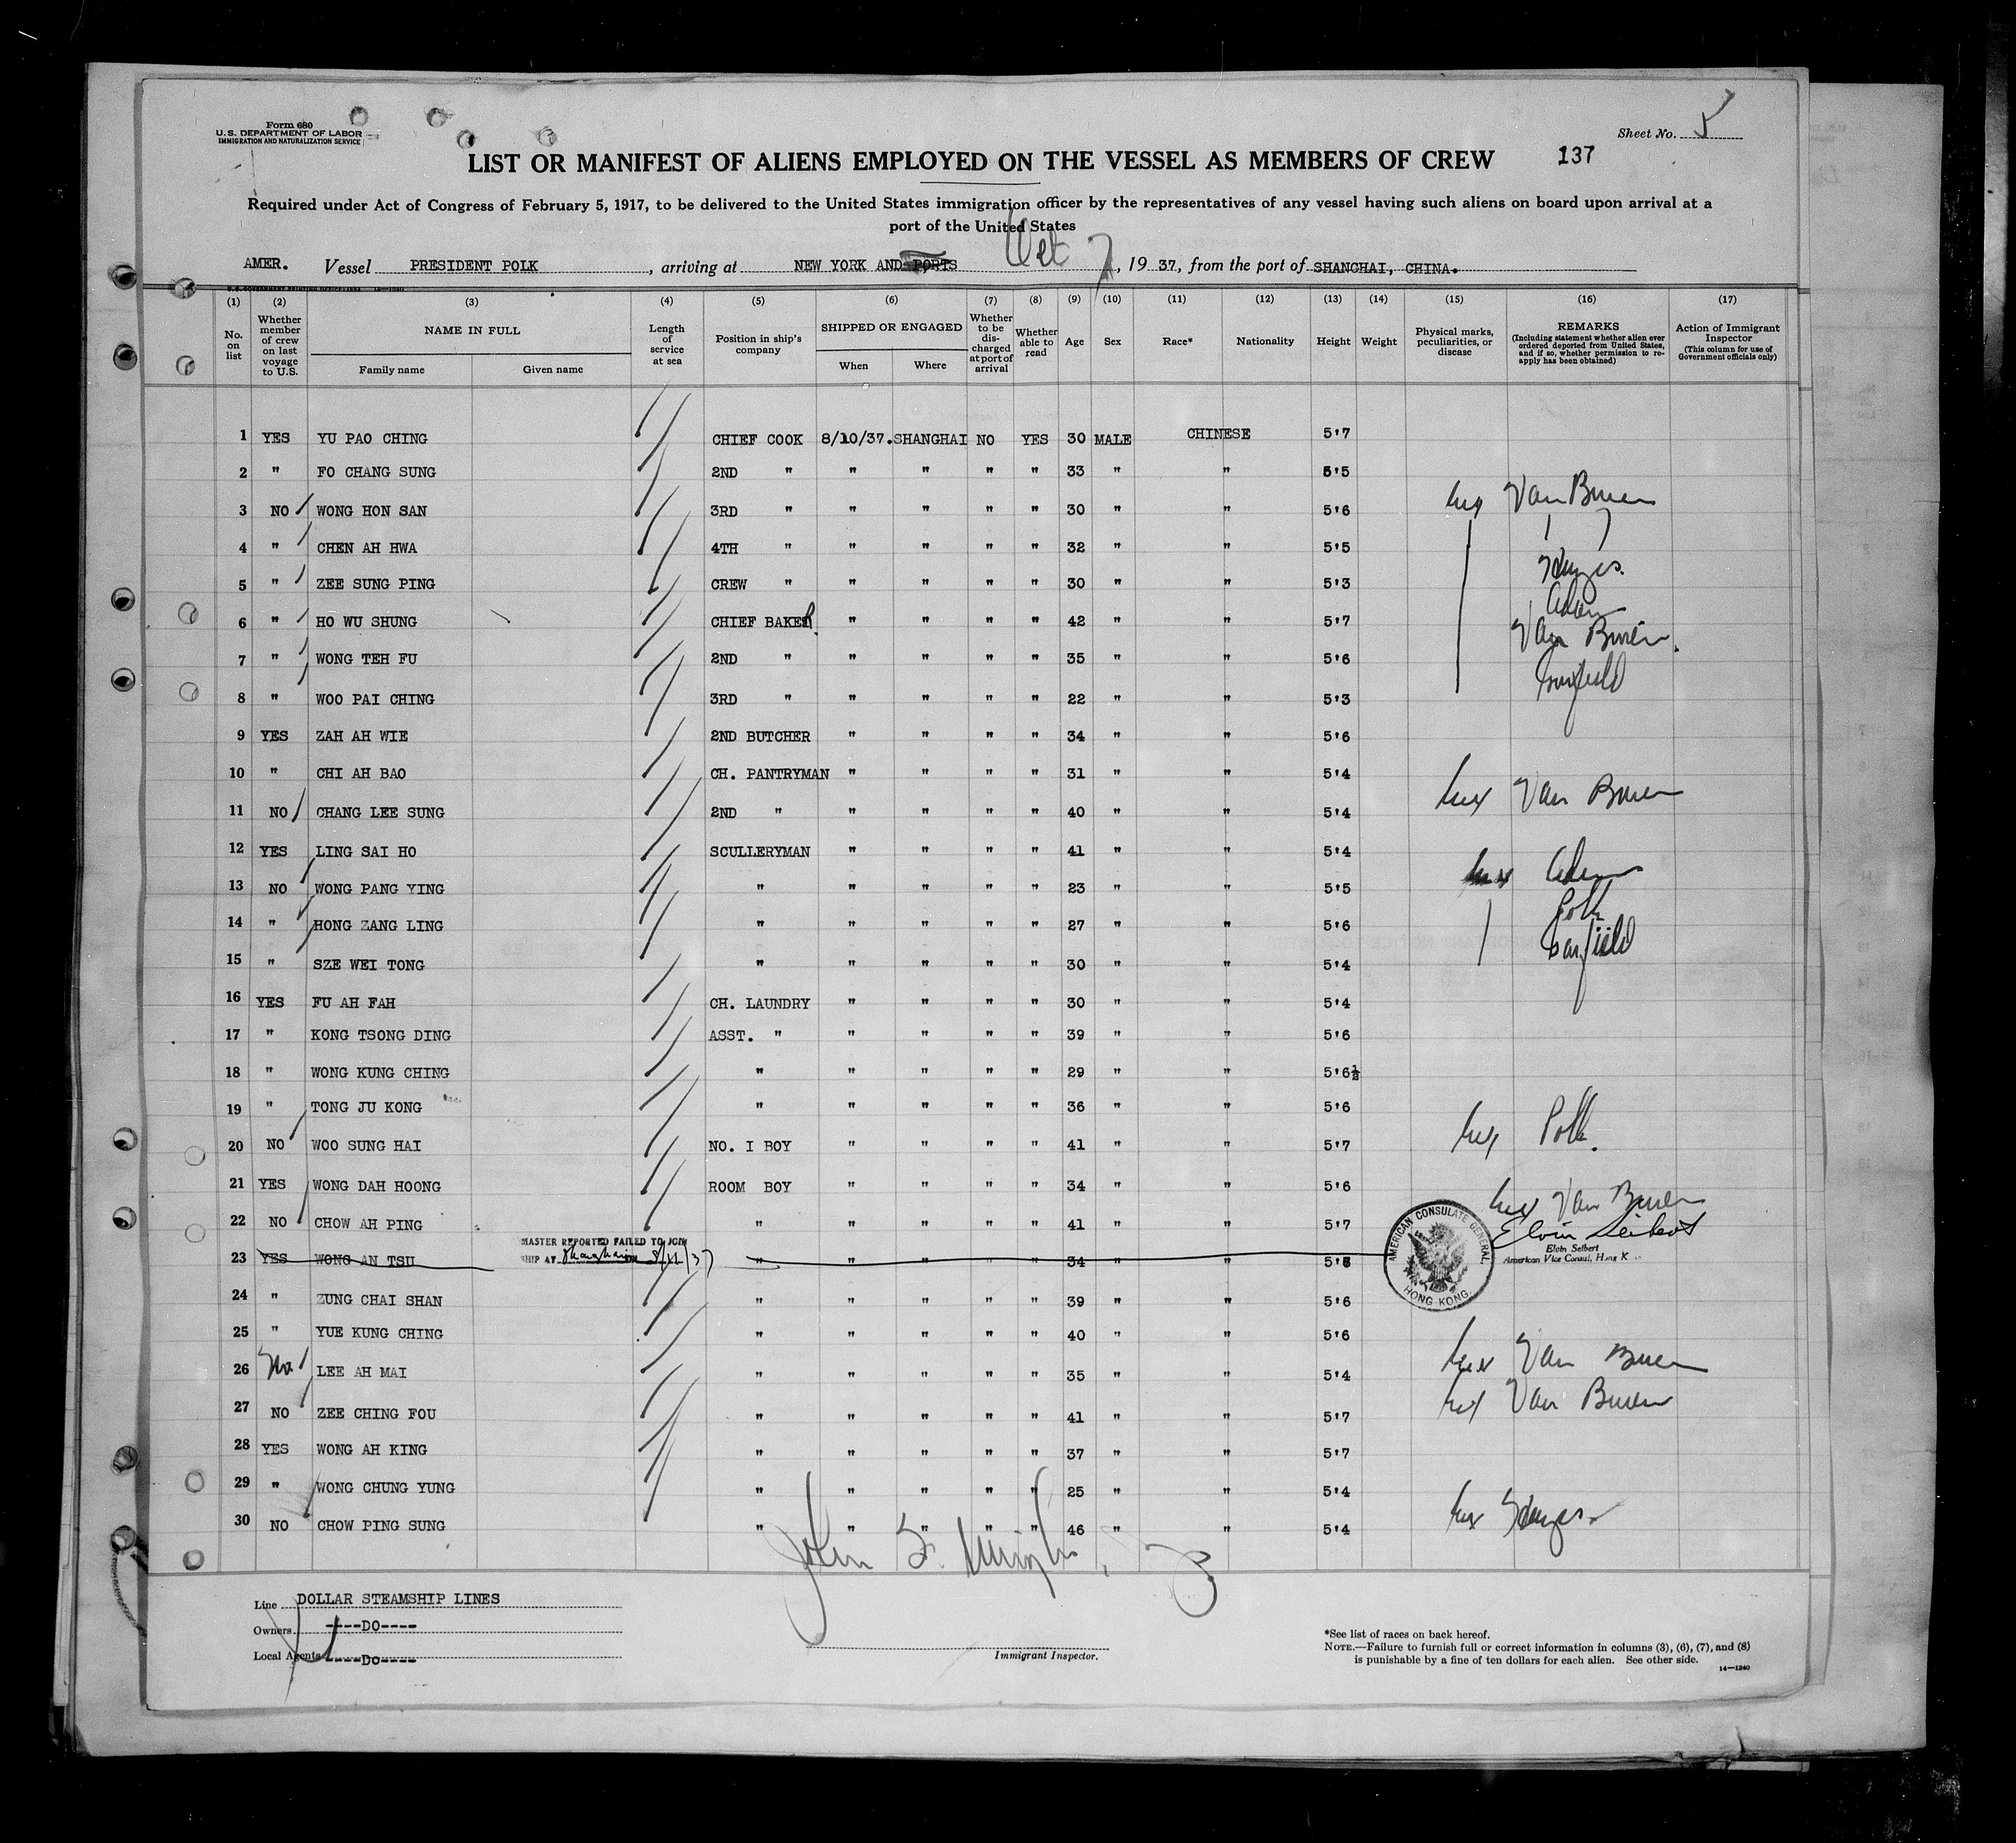 Form 680
U.S. DEPARTMENT OF LABOR
IMMIGRATION AND NATURALIZATION SERVICE
Sheet No. 5
LIST OR MANIFEST OF ALIENS EMPLOYED ON THE VESSEL AS MEMBERS OF CREW 137
Required under Act of Congress of February 5, 1917, to be delivered to the United States immigration officer by the representatives of any vessel having such aliens on board upon arrival at a
port of the United States
AMER. Vessel PRESIDENT POLK, arriving at NEW YORK AND PORTS Oct 7, 1937, from the port of SHANGHAI, CHINA.
(1) (2) (3) (4) (5) (6) (7) (8) (9) (10) (11) (12) (13) (14) (15) (16) (17)
No. on list
Whether member of crew on last voyage to U.S.
NAME IN FULL
Family name
Given name
Length of service at sea
Position in ship's company
SHIPPED OR ENGAGED
When
Where
Whether to be discharged at port of arrival
Whether able to read
Age
Sex
Race*
Nationality
Height
Weight
Physical marks, peculiarities, or disease
REMARKS
(Including statement whether alien ever ordered deported from United States, and if so, whether permission to reapply has been obtained)
Action of Immigrant Inspector
(This column for use of Government officials only)
1 YES YU PAO CHING CHIEF COOK 8/10/37. SHANGHAI NO YES 30 MALE CHINESE 5'7
2 " FO CHANG SUNG 2ND " " " " " 33 " " 5'5
3 NO WONG HON SAN 3RD " " " " " 30 " " 5'6 Van Buren
4 " CHEN AH HWA 4TH " " " " " 32 " " 5'5
5 " ZEE SUNG PING CREW " " " " " 30 " " 5'3 Hayes.
6 " HO WU SHUNG CHIEF BAKER " " " " 42 " " 5'7 Adams
7 " WONG TEH FU 2ND " " " " " 35 " " 5'6 Van Buren.
8 " WOO PAI CHING 3RD " " " " " 22 " " 5'3 Garfield
9 YES ZAH AH WIE 2ND BUTCHER " " " " 34 " " 5'6
10 " CHI AH BAO CH. PANTRYMAN " " " " 31 " " 5'4
11 NO CHANG LEE SUNG 2ND " " " " " 40 " " 5'4 Van Buren
12 YES LING SAI HO SCULLERYMAN " " " " 41 " " 5'4
13 NO WONG PANG YING " " " " " 23 " " 5'5 Adams
14 " HONG ZANG LING " " " " " 27 " " 5'6 Polk
15 " SZE WEI TONG " " " " " 30 " " 5'4 Garfield
16 YES FU AH FAH CH. LAUNDRY " " " " 30 " " 5'4
17 " KONG TSONG DING ASST. " " " " " 39 " " 5'6
18 " WONG KUNG CHING " " " " " 29 " " 5'6½
19 " TONG JU KONG " " " " " 36 " " 5'6
20 NO WOO SUNG HAI NO. I BOY " " " " 41 " " 5'7 Polk.
21 YES WONG DAH HOONG ROOM BOY " " " " 34 " " 5'6
22 NO CHOW AH PING " " " " " 41 " " 5'7 Van Buren
Elvin Seibert
MASTER REPORTED FAILED TO JOIN
SHIP AT Shanghai 8/11/37
23 YES WONG AN TSU " " " " " 34 " "
AMERICAN CONSULATE GENERAL HONG KONG.
Elvin Seibert
American Vice Consul, Hong K
24 " ZUNG CHAI SHAN " " " " " 39 " " 5'6
25 " YUE KUNG CHING " " " " " 40 " " 5'6
26 No. LEE AH MAI " " " " " 35 " " 5'4 Van Buren
27 NO ZEE CHING FOU " " " " " 41 " " 5'7 Van Buren
28 YES WONG AH KING " " " " " 37 " " 5'7
29 " WONG CHUNG YUNG " " " " " 25 " " 5'4
30 NO CHOW PING SUNG " " " " " 46 " " 5'4 Hayes.
Line DOLLAR STEAMSHIP LINES
Owners ----DO----
Local Agents ----DO----
John
Immigrant Inspector.
*See list of races on back hereof.
NOTE.—Failure to furnish full or correct information in columns (3), (6), (7), and (8)
is punishable by a fine of ten dollars for each alien. See other side.
14—1240